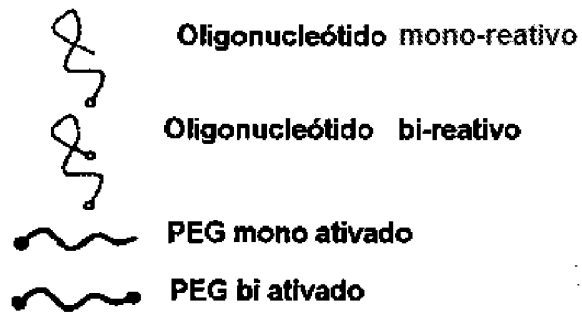 Oligonucleótido mono-reativo
Oligonucleótido bi-reativo
PEG mono ativado
PEG bi ativado